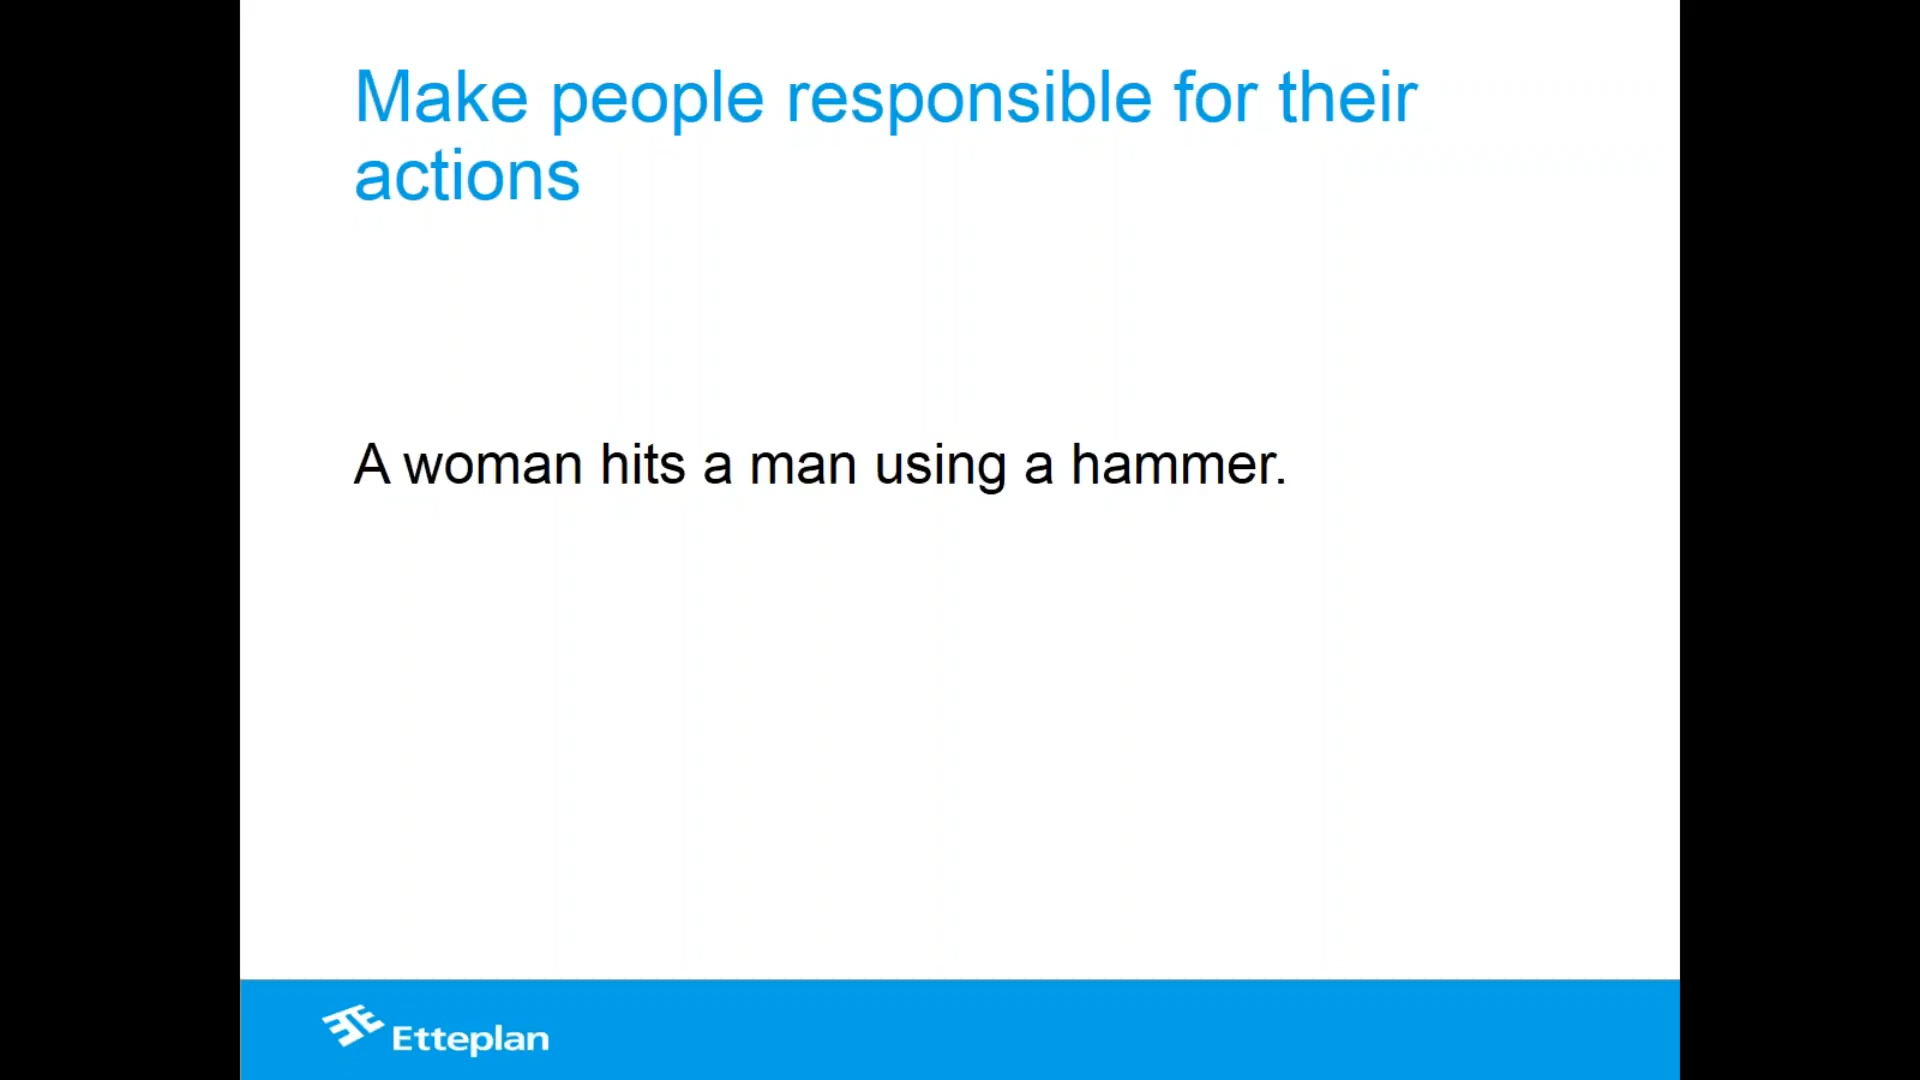 Make people responsible for their
actions
A woman hits a man using a hammer.
Etteplan